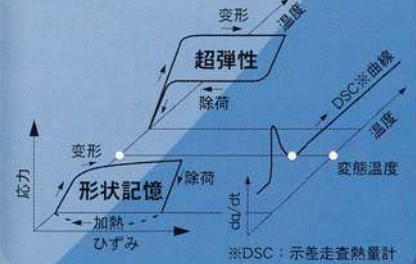 変形
温度
超弾性
除荷
DSC※曲線
温度
変形
変態温度
応力
形状記憶
除荷
加熱
ひずみ
dq/dt
※DSC：示差走査熱量計